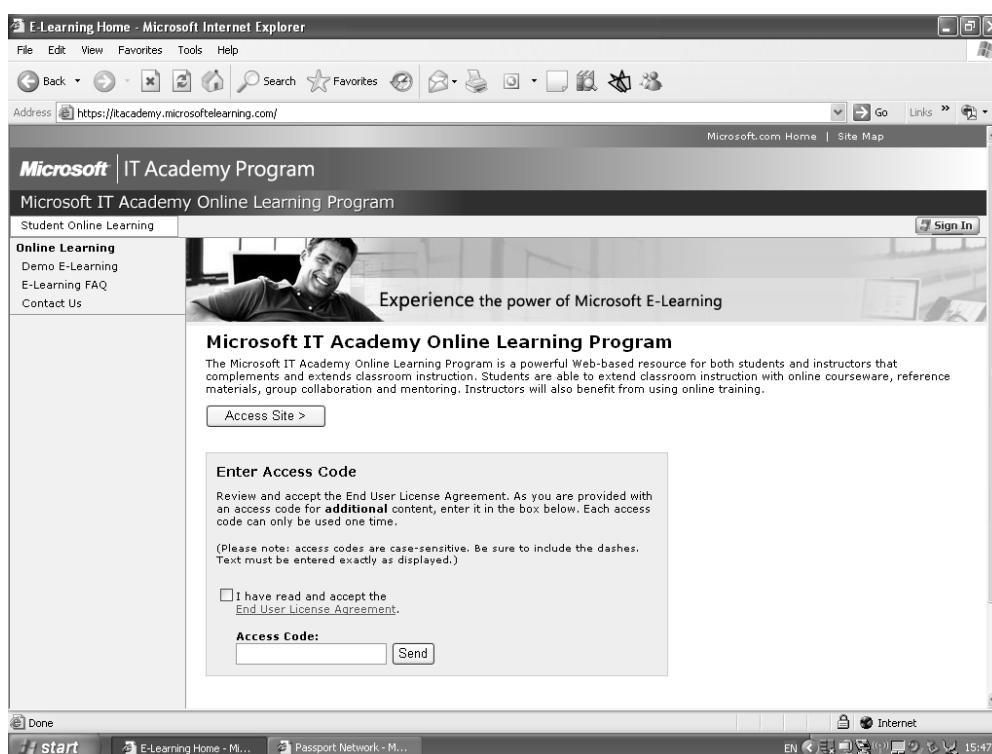 E-Learning Home - Microsoft Internet Explorer
File Edit View Favorites Tools Help
Back Search Favorites
Address https://itacademy.microsoftelearning.com/ Go Links »
Microsoft.com Home | Site Map
Microsoft IT Academy Program
Microsoft IT Academy Online Learning Program
Student Online Learning Sign In
Online Learning
Demo E-Learning
E-Learning FAQ
Contact Us
Experience the power of Microsoft E-Learning
Microsoft IT Academy Online Learning Program
The Microsoft IT Academy Online Learning Program is a powerful Web-based resource for both students and instructors that
complements and extends classroom instruction. Students are able to extend classroom instruction with online courseware, reference
materials, group collaboration and mentoring. Instructors will also benefit from using online training.
Access Site >
Enter Access Code
Review and accept the End User License Agreement. As you are provided with
an access code for additional content, enter it in the box below. Each access
code can only be used one time.
(Please note: access codes are case-sensitive. Be sure to include the dashes.
Text must be entered exactly as displayed.)
I have read and accept the
End User License Agreement.
Access Code:
Send
Done Internet
start E-Learning Home - Mi... Passport Network - M... EN 15:47